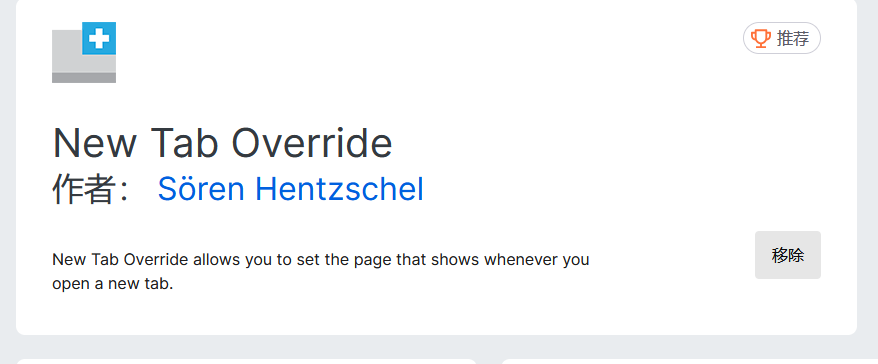 推荐
New Tab Override
作者： Sören Hentzschel
New Tab Override allows you to set the page that shows whenever you
open a new tab.
移除